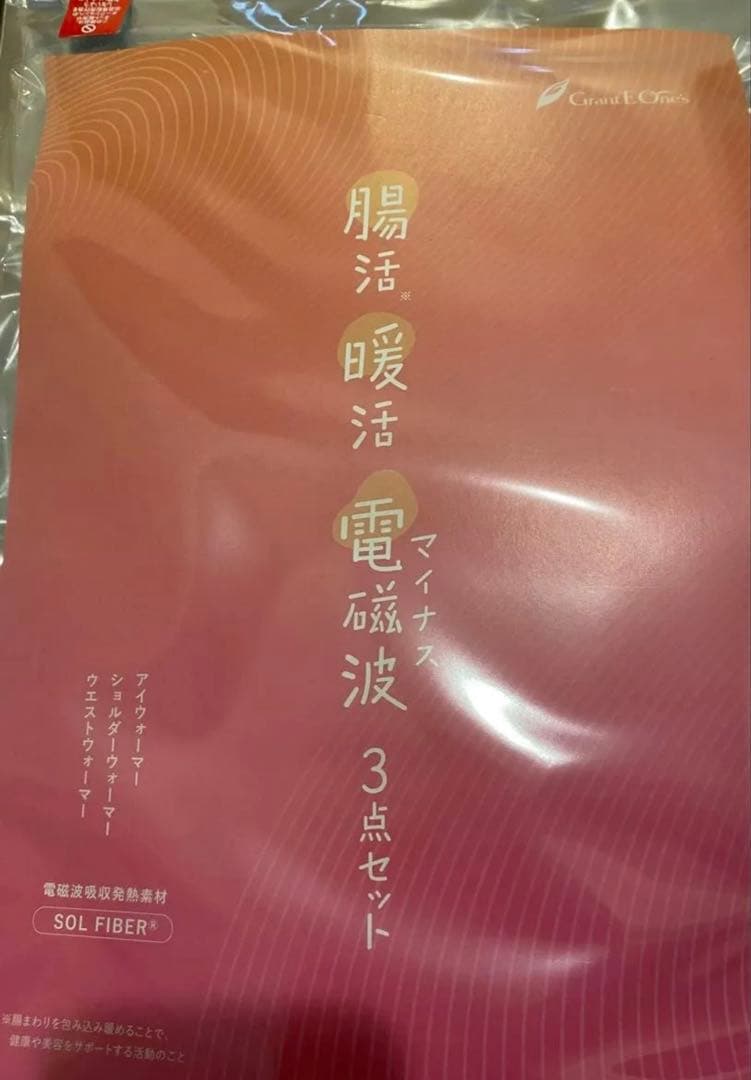 Grant E One's
腸活※
暖活
電磁波
マイナス
3点セット
アイウォーマー
ショルダーウォーマー
ウエストウォーマー
電磁波吸収発熱素材
SOL FIBER®
※腸まわりを包み込み暖めることで、
健康や美容をサポートする活動のこと